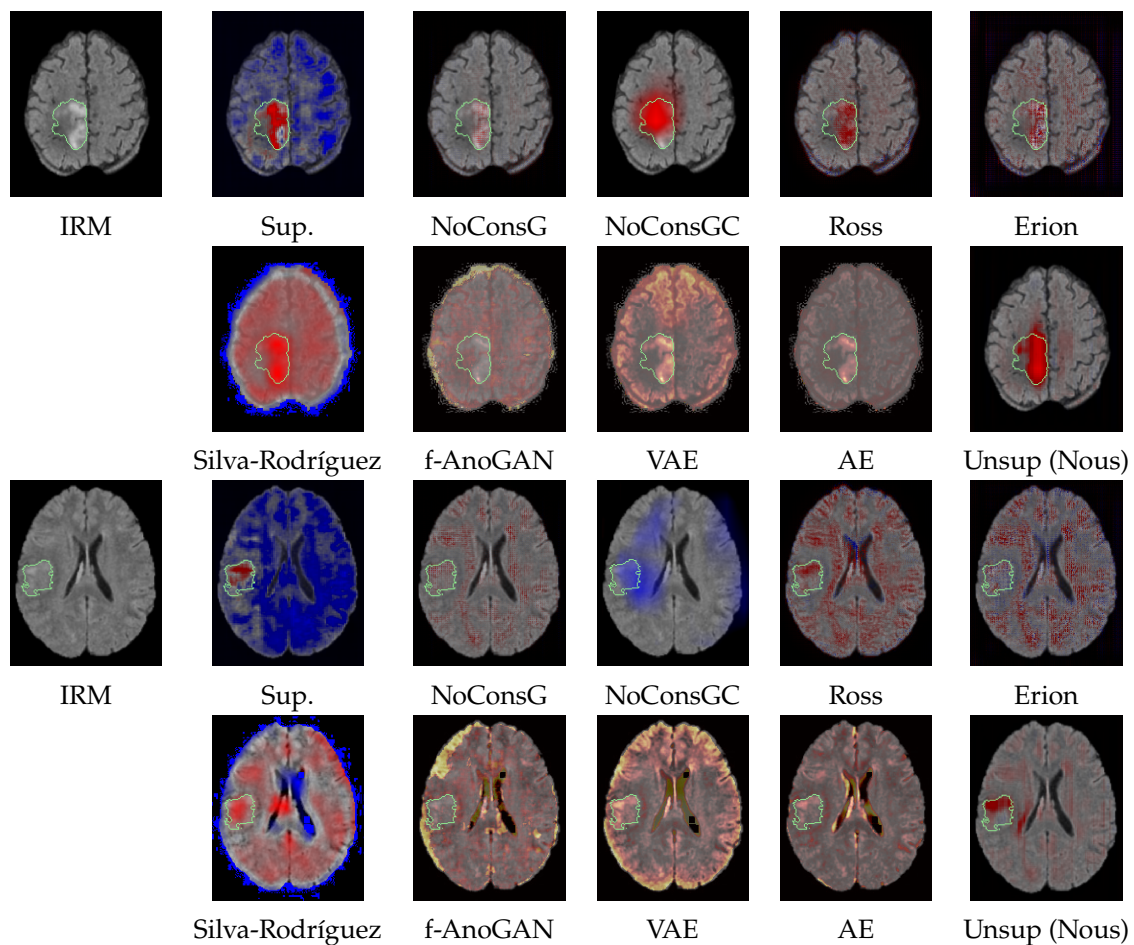 IRM Sup. NoConsG NoConsGC Ross Erion
Silva-Rodríguez f-AnoGAN VAE AE Unsup (Nous)
IRM Sup. NoConsG NoConsGC Ross Erion
Silva-Rodríguez f-AnoGAN VAE AE Unsup (Nous)